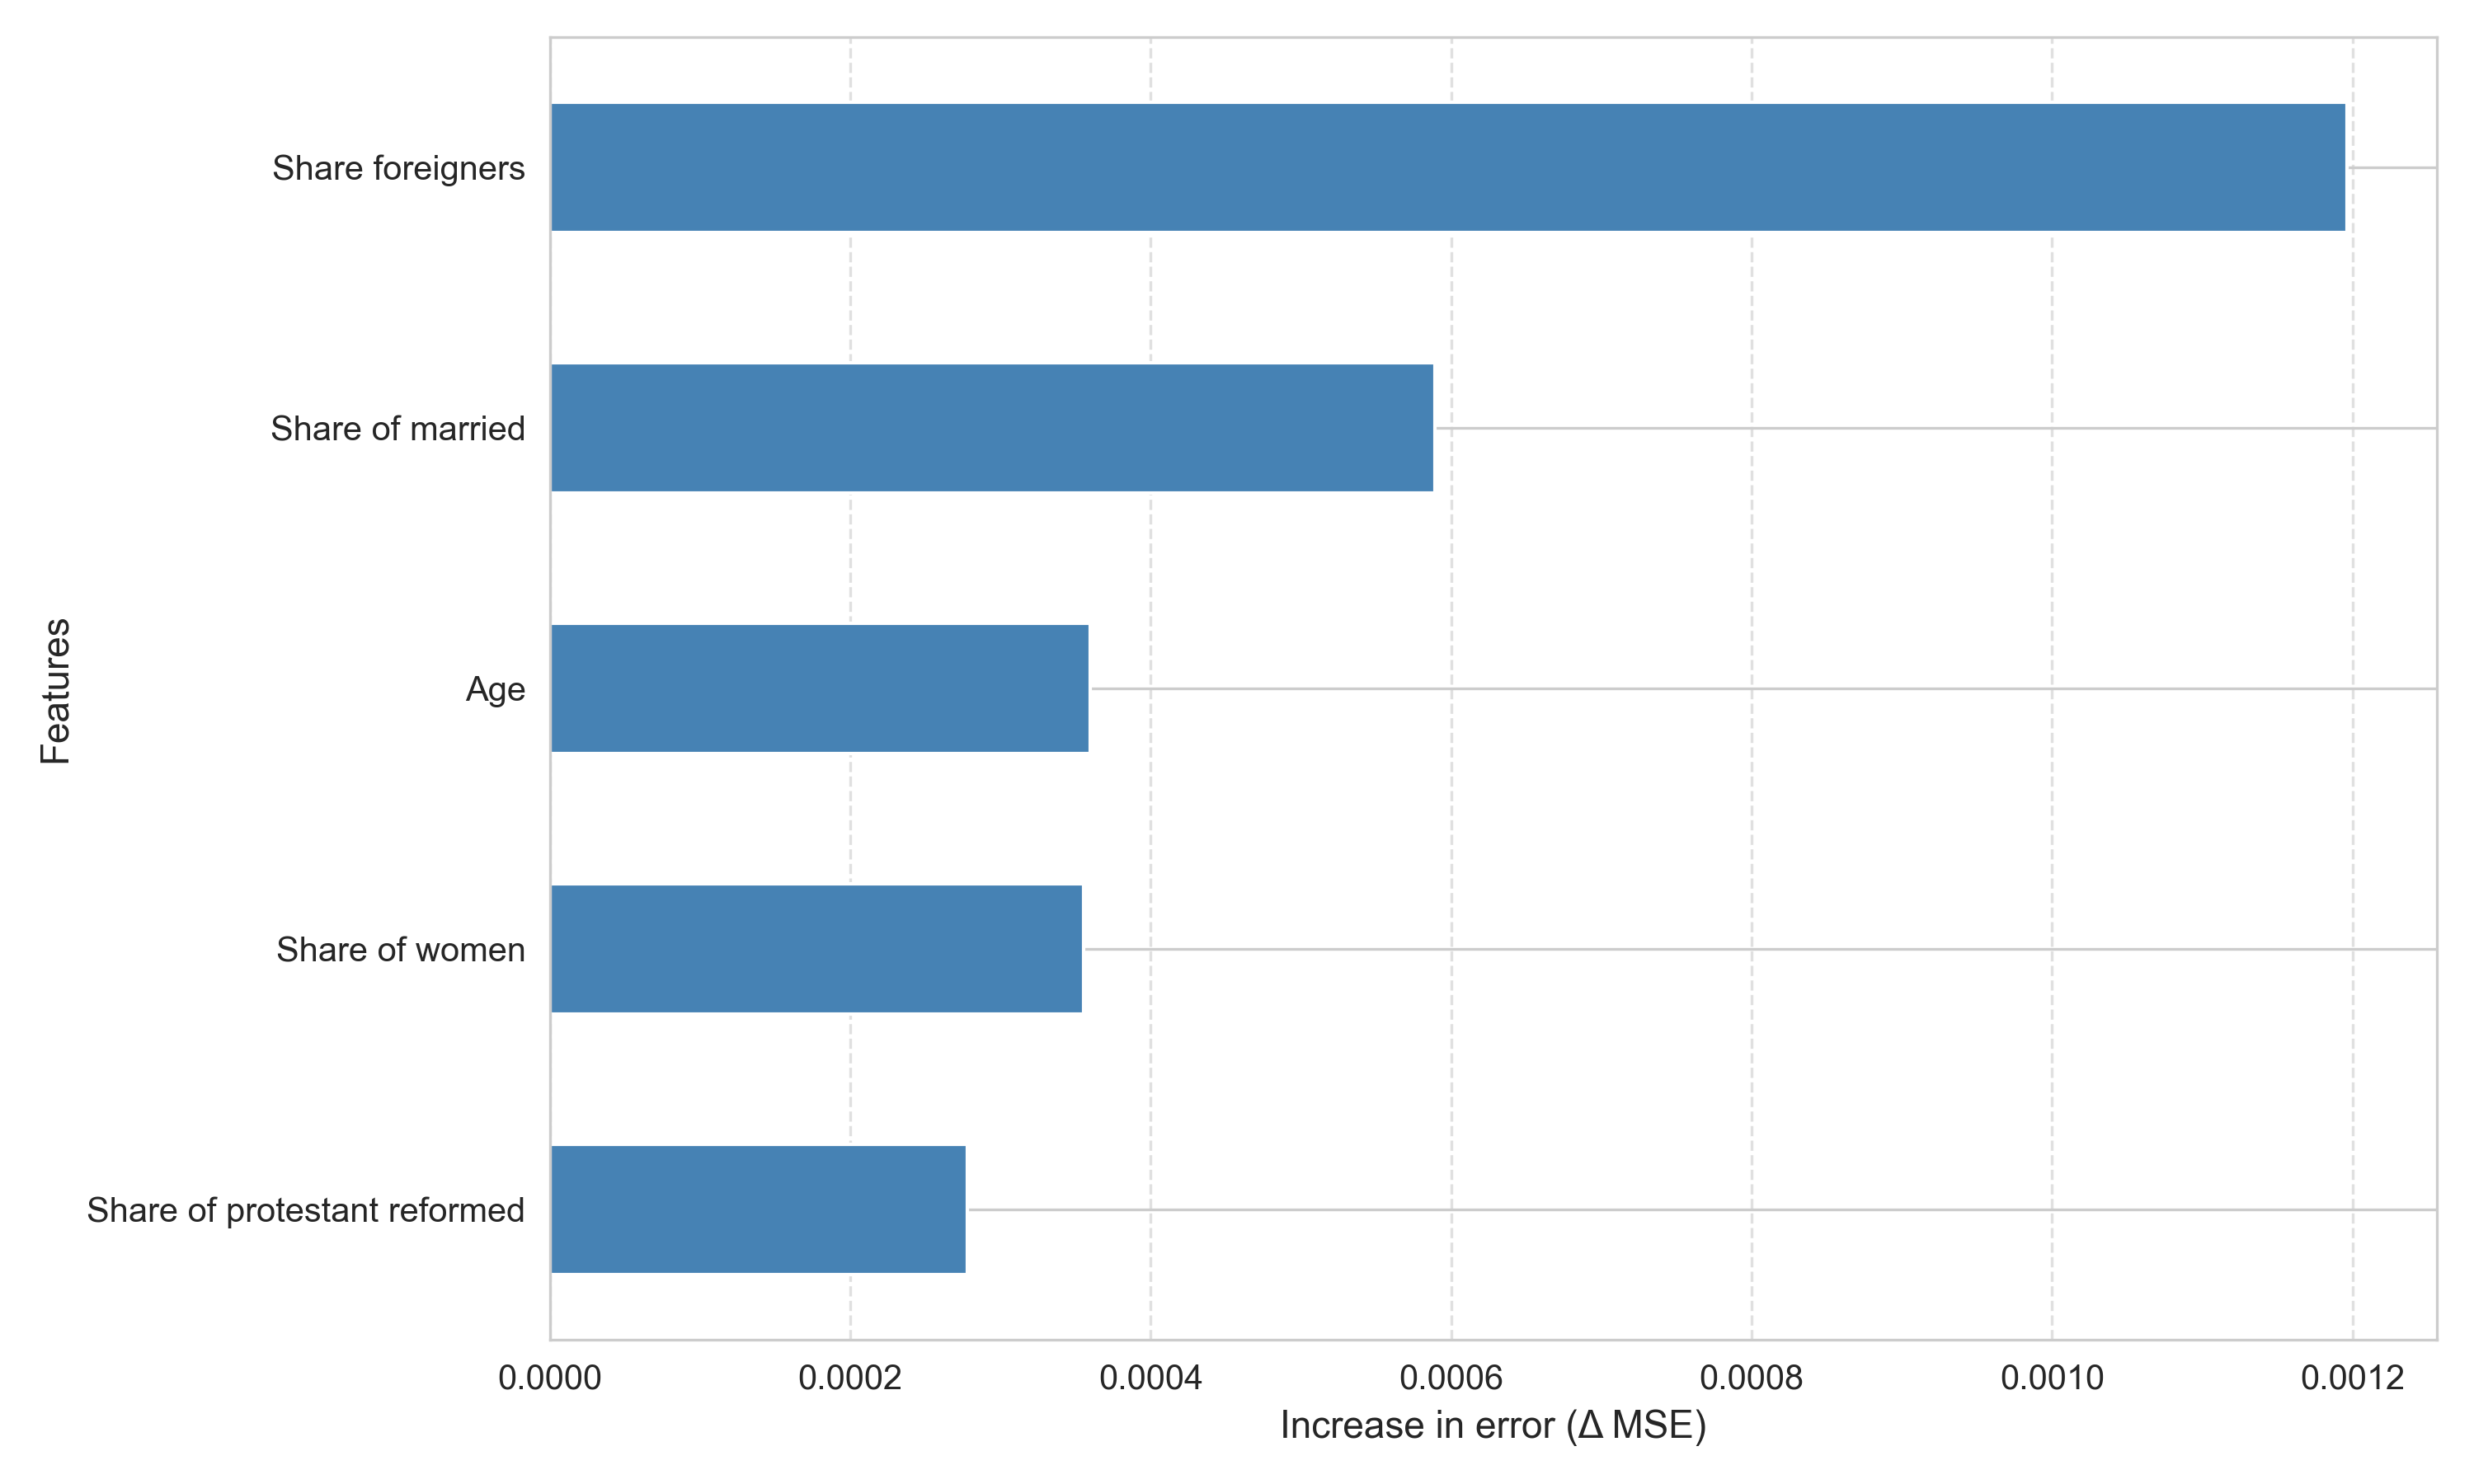 Share foreigners
Share of married
Age
Share of women
Share of protestant reformed
Features
0.0000 0.0002 0.0004 0.0006 0.0008 0.0010 0.0012
Increase in error (Δ MSE)